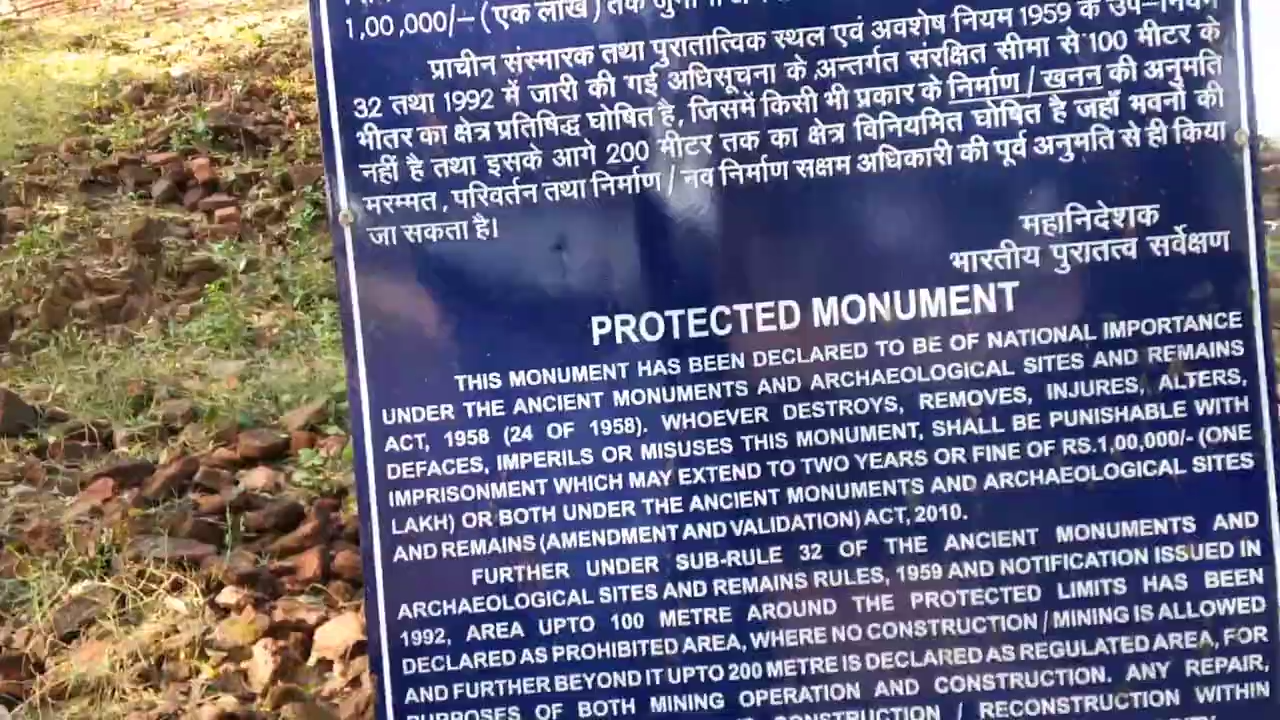 1,00,000/- (एक लाख) तक
प्राचीन संस्मारक तथा पुरातात्विक स्थल एवं अवशेष नियम 1959 के उप-नियम
32 तथा 1992 में जारी की गई अधिसूचना के अन्तर्गत संरक्षित सीमा से 100 मीटर के
भीतर का क्षेत्र प्रतिषिद्ध घोषित है, जिसमें किसी भी प्रकार के निर्माण / खनन की अनुमति
नहीं है तथा इसके आगे 200 मीटर तक का क्षेत्र विनियमित घोषित है जहाँ भवनों की
मरम्मत, परिवर्तन तथा निर्माण / नव निर्माण सक्षम अधिकारी की पूर्व अनुमति से ही किया
जा सकता है।
महानिदेशक
भारतीय पुरातत्व सर्वेक्षण
PROTECTED MONUMENT
THIS MONUMENT HAS BEEN DECLARED TO BE OF NATIONAL IMPORTANCE
UNDER THE ANCIENT MONUMENTS AND ARCHAEOLOGICAL SITES AND REMAINS
ACT, 1958 (24 OF 1958). WHOEVER DESTROYS, REMOVES, INJURES, ALTERS,
DEFACES, IMPERILS OR MISUSES THIS MONUMENT, SHALL BE PUNISHABLE WITH
IMPRISONMENT WHICH MAY EXTEND TO TWO YEARS OR FINE OF RS.1,00,000/- (ONE
LAKH) OR BOTH UNDER THE ANCIENT MONUMENTS AND ARCHAEOLOGICAL SITES
AND REMAINS (AMENDMENT AND VALIDATION) ACT, 2010.
FURTHER UNDER SUB-RULE 32 OF THE ANCIENT MONUMENTS AND
ARCHAEOLOGICAL SITES AND REMAINS RULES, 1959 AND NOTIFICATION ISSUED IN
1992, AREA UPTO 100 METRE AROUND THE PROTECTED LIMITS HAS BEEN
DECLARED AS PROHIBITED AREA, WHERE NO CONSTRUCTION / MINING IS ALLOWED
AND FURTHER BEYOND IT UPTO 200 METRE IS DECLARED AS REGULATED AREA, FOR
PURPOSES OF BOTH MINING OPERATION AND CONSTRUCTION. ANY REPAIR,
CONSTRUCTION / RECONSTRUCTION WITHIN